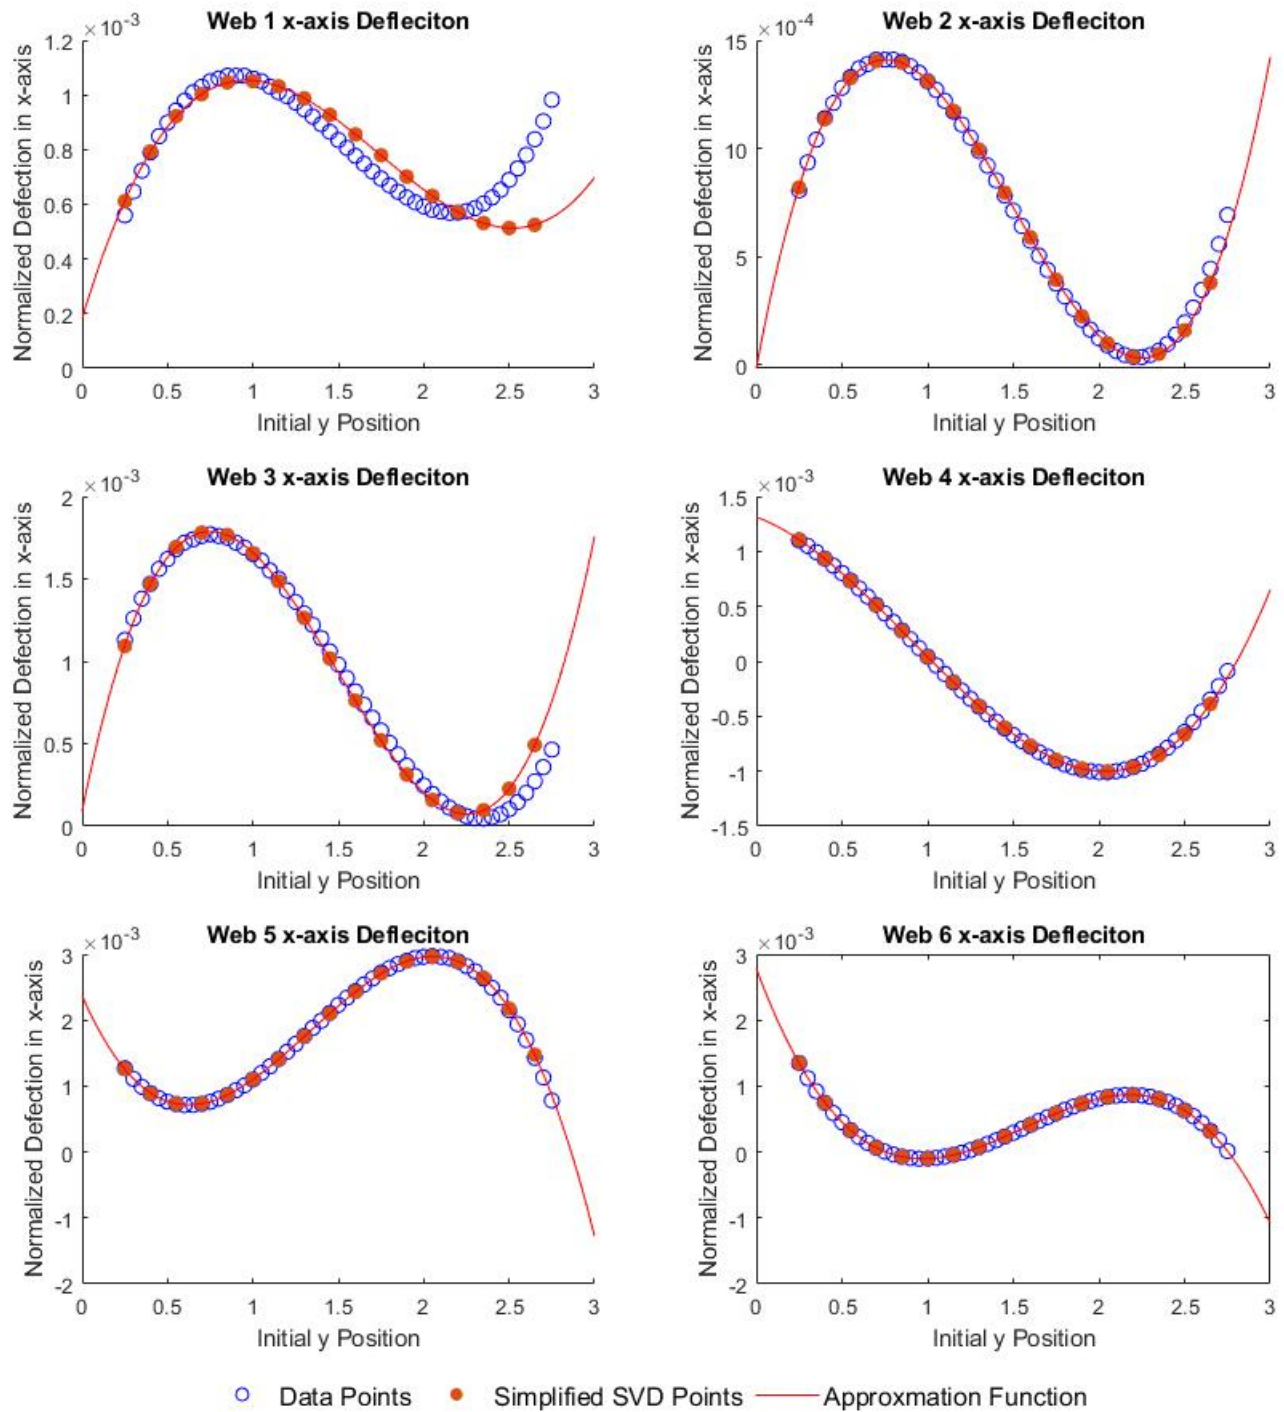 ×10⁻³
Web 1 x-axis Defleciton
Normalized Defection in x-axis
1.2
1
0.8
0.6
0.4
0.2
0
0 0.5 1 1.5 2 2.5 3
Initial y Position
×10⁻⁴
Web 2 x-axis Defleciton
Normalized Defection in x-axis
15
10
5
0
0 0.5 1 1.5 2 2.5 3
Initial y Position
×10⁻³
Web 3 x-axis Defleciton
Normalized Defection in x-axis
2
1.5
1
0.5
0
0 0.5 1 1.5 2 2.5 3
Initial y Position
×10⁻³
Web 4 x-axis Defleciton
Normalized Defection in x-axis
1.5
1
0.5
0
-0.5
-1
-1.5
0 0.5 1 1.5 2 2.5 3
Initial y Position
×10⁻³
Web 5 x-axis Defleciton
Normalized Defection in x-axis
3
2
1
0
-1
-2
0 0.5 1 1.5 2 2.5 3
Initial y Position
×10⁻³
Web 6 x-axis Defleciton
Normalized Defection in x-axis
3
2
1
0
-1
-2
0 0.5 1 1.5 2 2.5 3
Initial y Position
Data Points Simplified SVD Points Approxmation Function